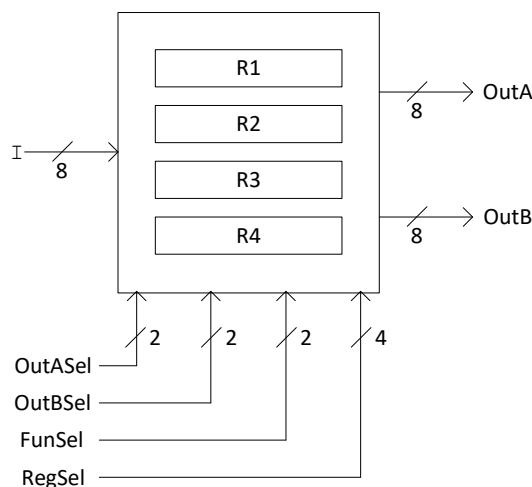 R1
OutA
8
R2
I
8
R3
OutB
8
R4
2
2
2
4
OutASel
OutBSel
FunSel
RegSel